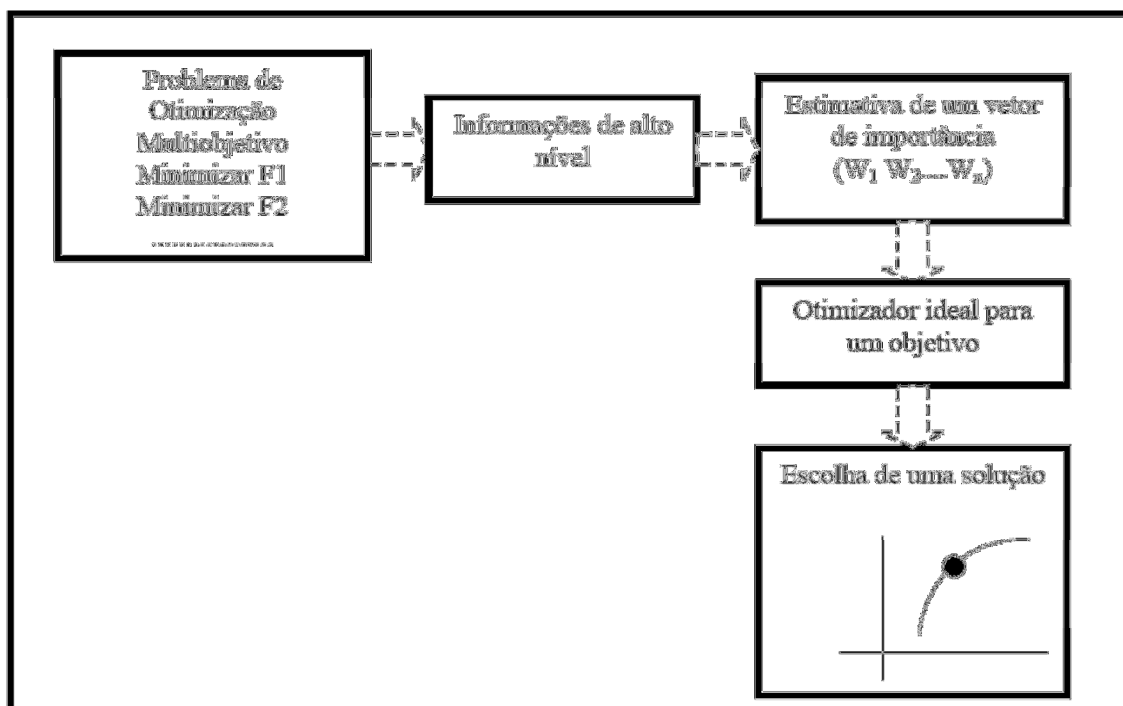 Problema de
Otimização
Multiobjetivo
Minimizar F1
Minimizar F2
Informações de alto
nível
Estimativa de um vetor
de importância
(W₁ W₂,...., Wₙ)
Otimizador ideal para
um objetivo
Escolha de uma solução